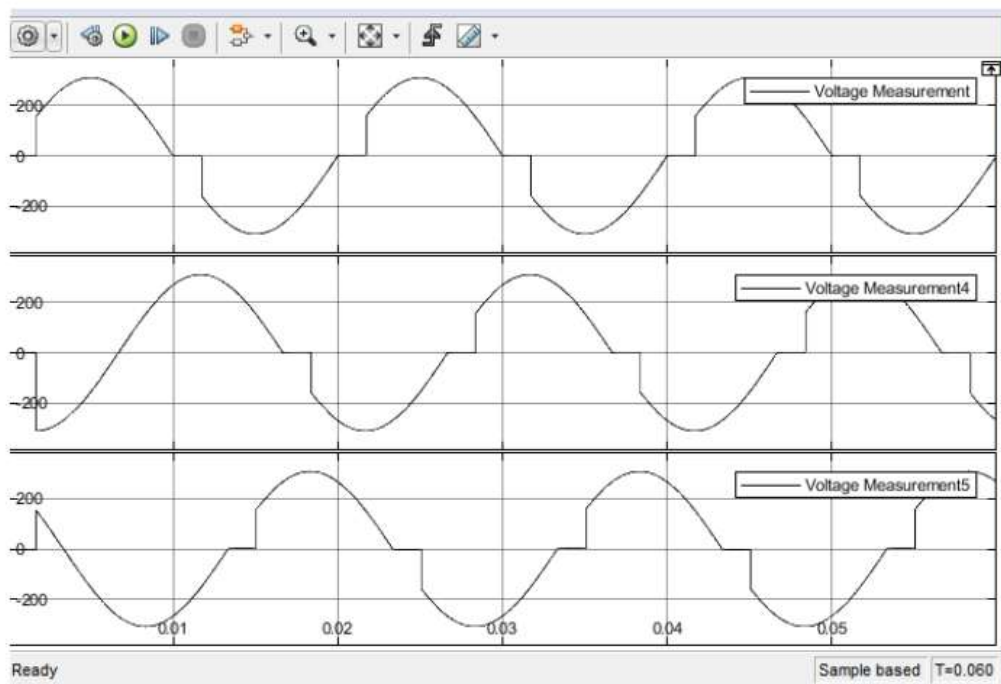 Voltage Measurement
200
0
-200
Voltage Measurement4
200
0
-200
Voltage Measurement5
200
0
-200
0.01 0.02 0.03 0.04 0.05
Ready Sample based T=0.060